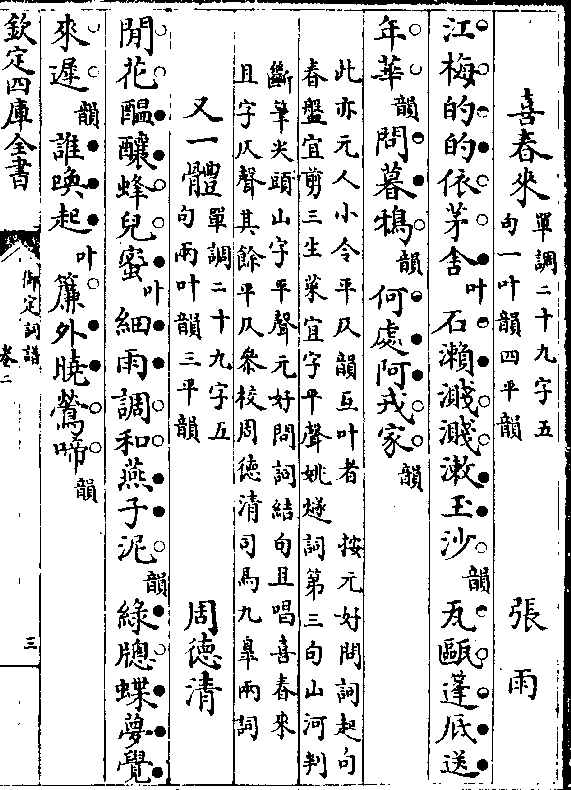 喜春來 單調二十九字五句一叶韻四平韻 張雨
江梅的的依茅舍叶石瀨濺濺漱玉沙韻瓦甌蓬底送
年華韻問暮鴉韻何處阿戎家韻
此亦元人小令平仄韻互叶者 按元好問詞起句
春盤宜剪三生菜宜字平聲姚燧詞第三句山河判
斷筆尖頭山字平聲元好問詞結句且唱喜春來
且字仄聲其餘平仄參校周德清司馬九皐兩詞
又一體 單調二十九字五句兩叶韻三平韻 周德清
閒花醖釀蜂兒蜜叶細雨調和燕子泥韻綠牕蝶夢覺
來遲韻誰喚起叶簾外曉鶯啼韻
欽定四庫全書 御定詞譜 卷二 三